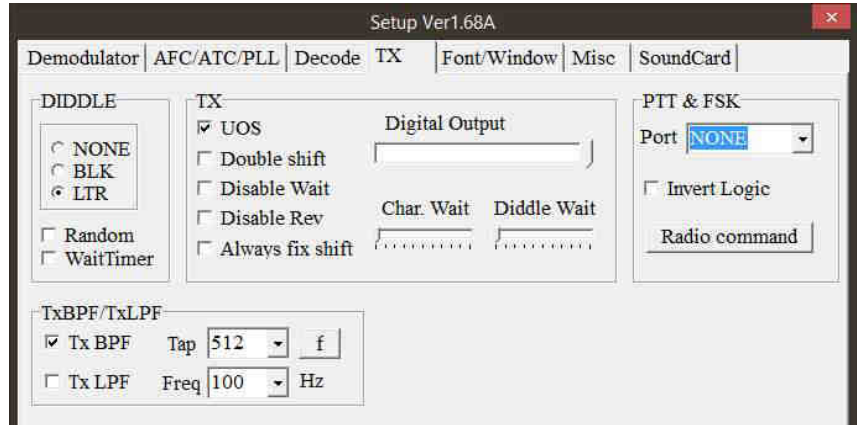 Setup Ver1.68A
Demodulator AFC/ATC/PLL Decode TX Font/Window Misc SoundCard
DIDDLE
NONE
BLK
LTR
Random
WaitTimer
TX
UOS
Double shift
Disable Wait
Disable Rev
Always fix shift
Digital Output
Char. Wait Diddle Wait
PTT & FSK
Port NONE
Invert Logic
Radio command
TxBPF/TxLPF
Tx BPF Tap 512 f
Tx LPF Freq 100 Hz